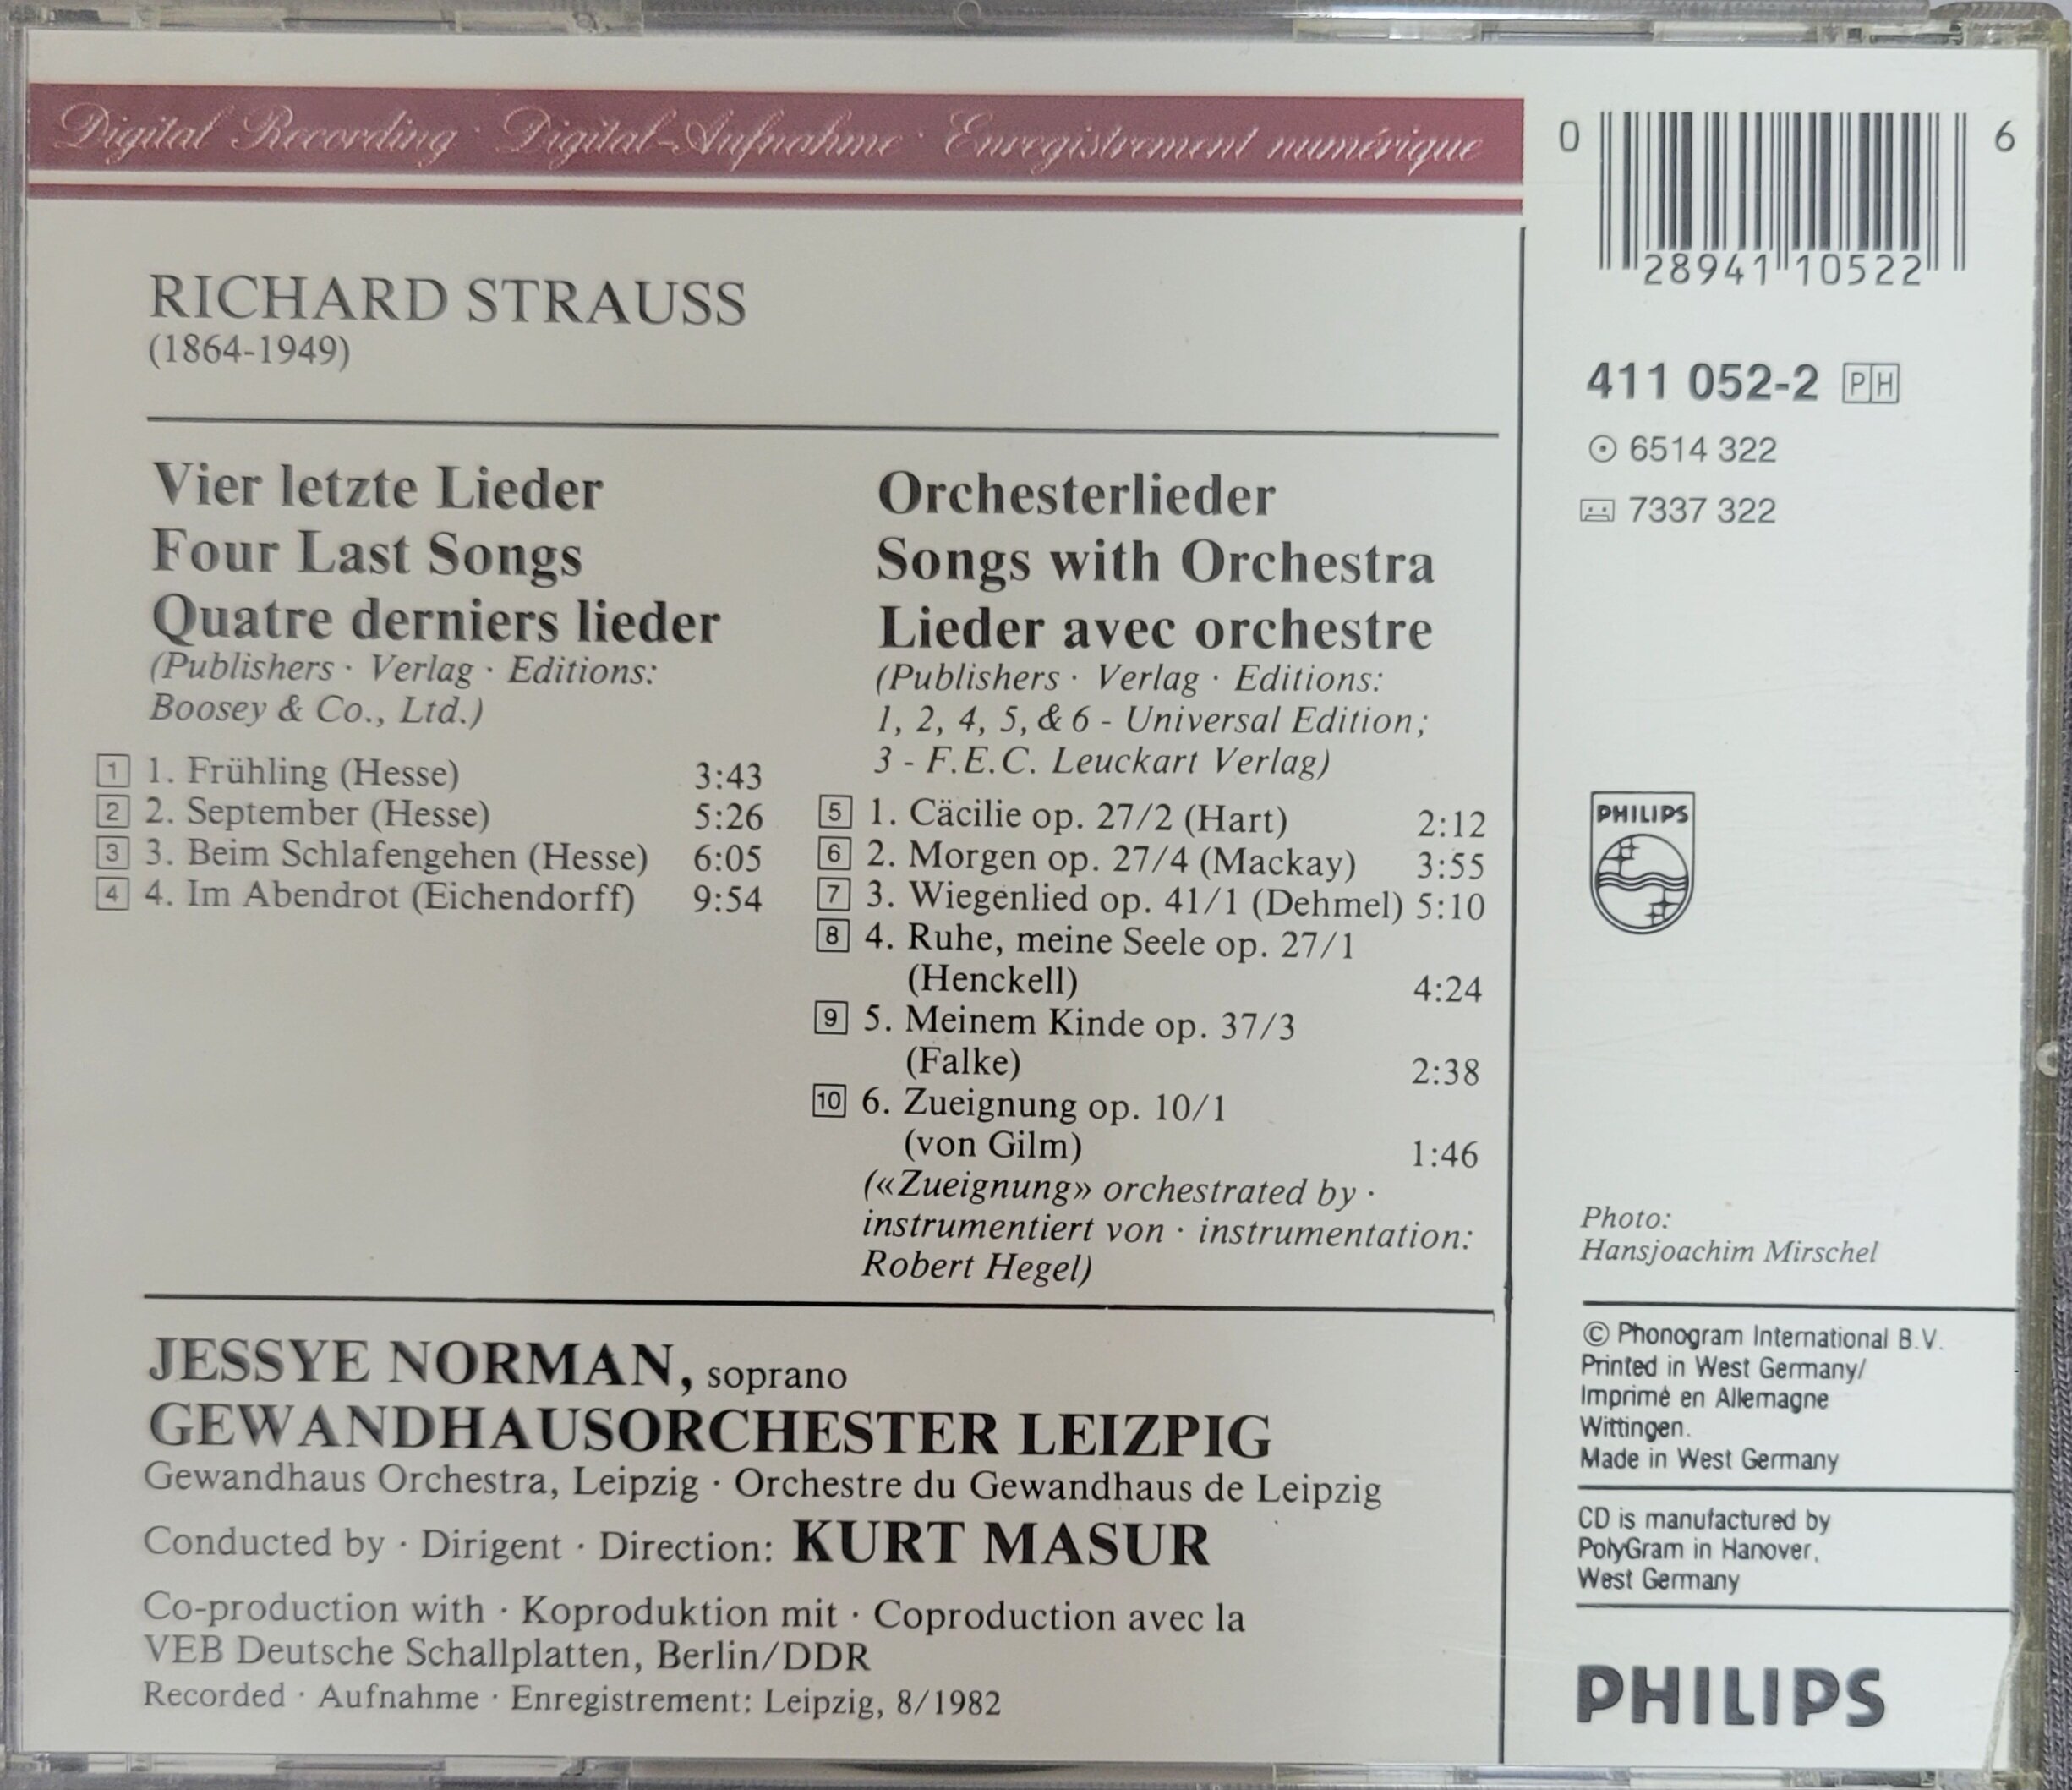 Digital Recording · Digital-Aufnahme · Enregistrement numérique
RICHARD STRAUSS
(1864-1949)
Vier letzte Lieder
Four Last Songs
Quatre derniers lieder
(Publishers · Verlag · Editions:
Boosey & Co., Ltd.)
1 1. Frühling (Hesse) 3:43
2 2. September (Hesse) 5:26
3 3. Beim Schlafengehen (Hesse) 6:05
4 4. Im Abendrot (Eichendorff) 9:54
Orchesterlieder
Songs with Orchestra
Lieder avec orchestre
(Publishers · Verlag · Editions:
1, 2, 4, 5, & 6 - Universal Edition;
3 - F.E.C. Leuckart Verlag)
5 1. Cäcilie op. 27/2 (Hart) 2:12
6 2. Morgen op. 27/4 (Mackay) 3:55
7 3. Wiegenlied op. 41/1 (Dehmel) 5:10
8 4. Ruhe, meine Seele op. 27/1
(Henckell) 4:24
9 5. Meinem Kinde op. 37/3
(Falke) 2:38
10 6. Zueignung op. 10/1
(von Gilm) 1:46
(«Zueignung» orchestrated by ·
instrumentiert von · instrumentation:
Robert Hegel)
JESSYE NORMAN, soprano
GEWANDHAUSORCHESTER LEIZPIG
Gewandhaus Orchestra, Leipzig · Orchestre du Gewandhaus de Leipzig
Conducted by · Dirigent · Direction: KURT MASUR
Co-production with · Koproduktion mit · Coproduction avec la
VEB Deutsche Schallplatten, Berlin/DDR
Recorded · Aufnahme · Enregistrement: Leipzig, 8/1982
0 28941 10522 6
411 052-2 PH
6514 322
7337 322
PHILIPS
Photo:
Hansjoachim Mirschel
© Phonogram International B.V.
Printed in West Germany/
Imprimé en Allemagne
Wittingen.
Made in West Germany
CD is manufactured by
PolyGram in Hanover,
West Germany
PHILIPS